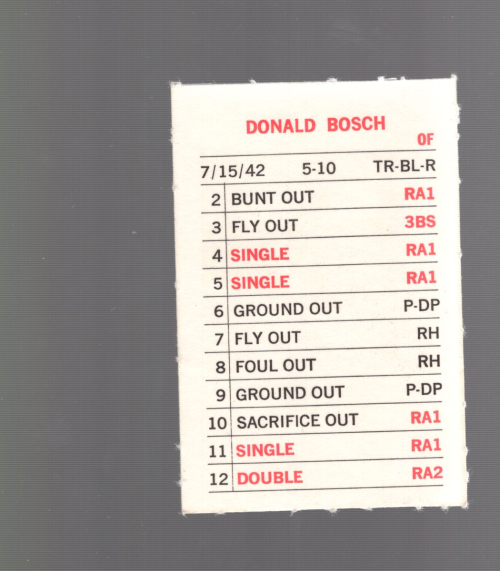 DONALD BOSCH
OF
7/15/42 5-10 TR-BL-R
2 BUNT OUT RA1
3 FLY OUT 3BS
4 SINGLE RA1
5 SINGLE RA1
6 GROUND OUT P-DP
7 FLY OUT RH
8 FOUL OUT RH
9 GROUND OUT P-DP
10 SACRIFICE OUT RA1
11 SINGLE RA1
12 DOUBLE RA2